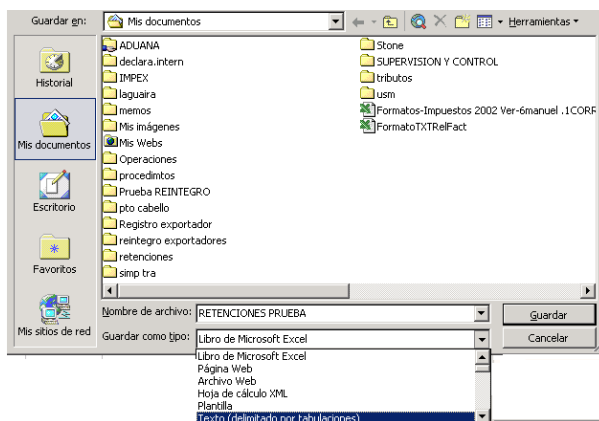 Guardar en:
Mis documentos
Herramientas
Historial
Mis documentos
Escritorio
Favoritos
Mis sitios de red
ADUANA
declara.intern
IMPEX
laguaira
memos
Mis imágenes
Mis Webs
Operaciones
procedimtos
Prueba REINTEGRO
pto cabello
Registro exportador
reintegro exportadores
retenciones
simp tra
Stone
SUPERVISION Y CONTROL
tributos
usm
Formatos-Impuestos 2002 Ver-6manuel .1CORR
FormatoTXTRelFact
Nombre de archivo:
RETENCIONES PRUEBA
Guardar
Guardar como tipo:
Libro de Microsoft Excel
Cancelar
Libro de Microsoft Excel
Página Web
Archivo Web
Hoja de cálculo XML
Plantilla
Texto (delimitado por tabulaciones)